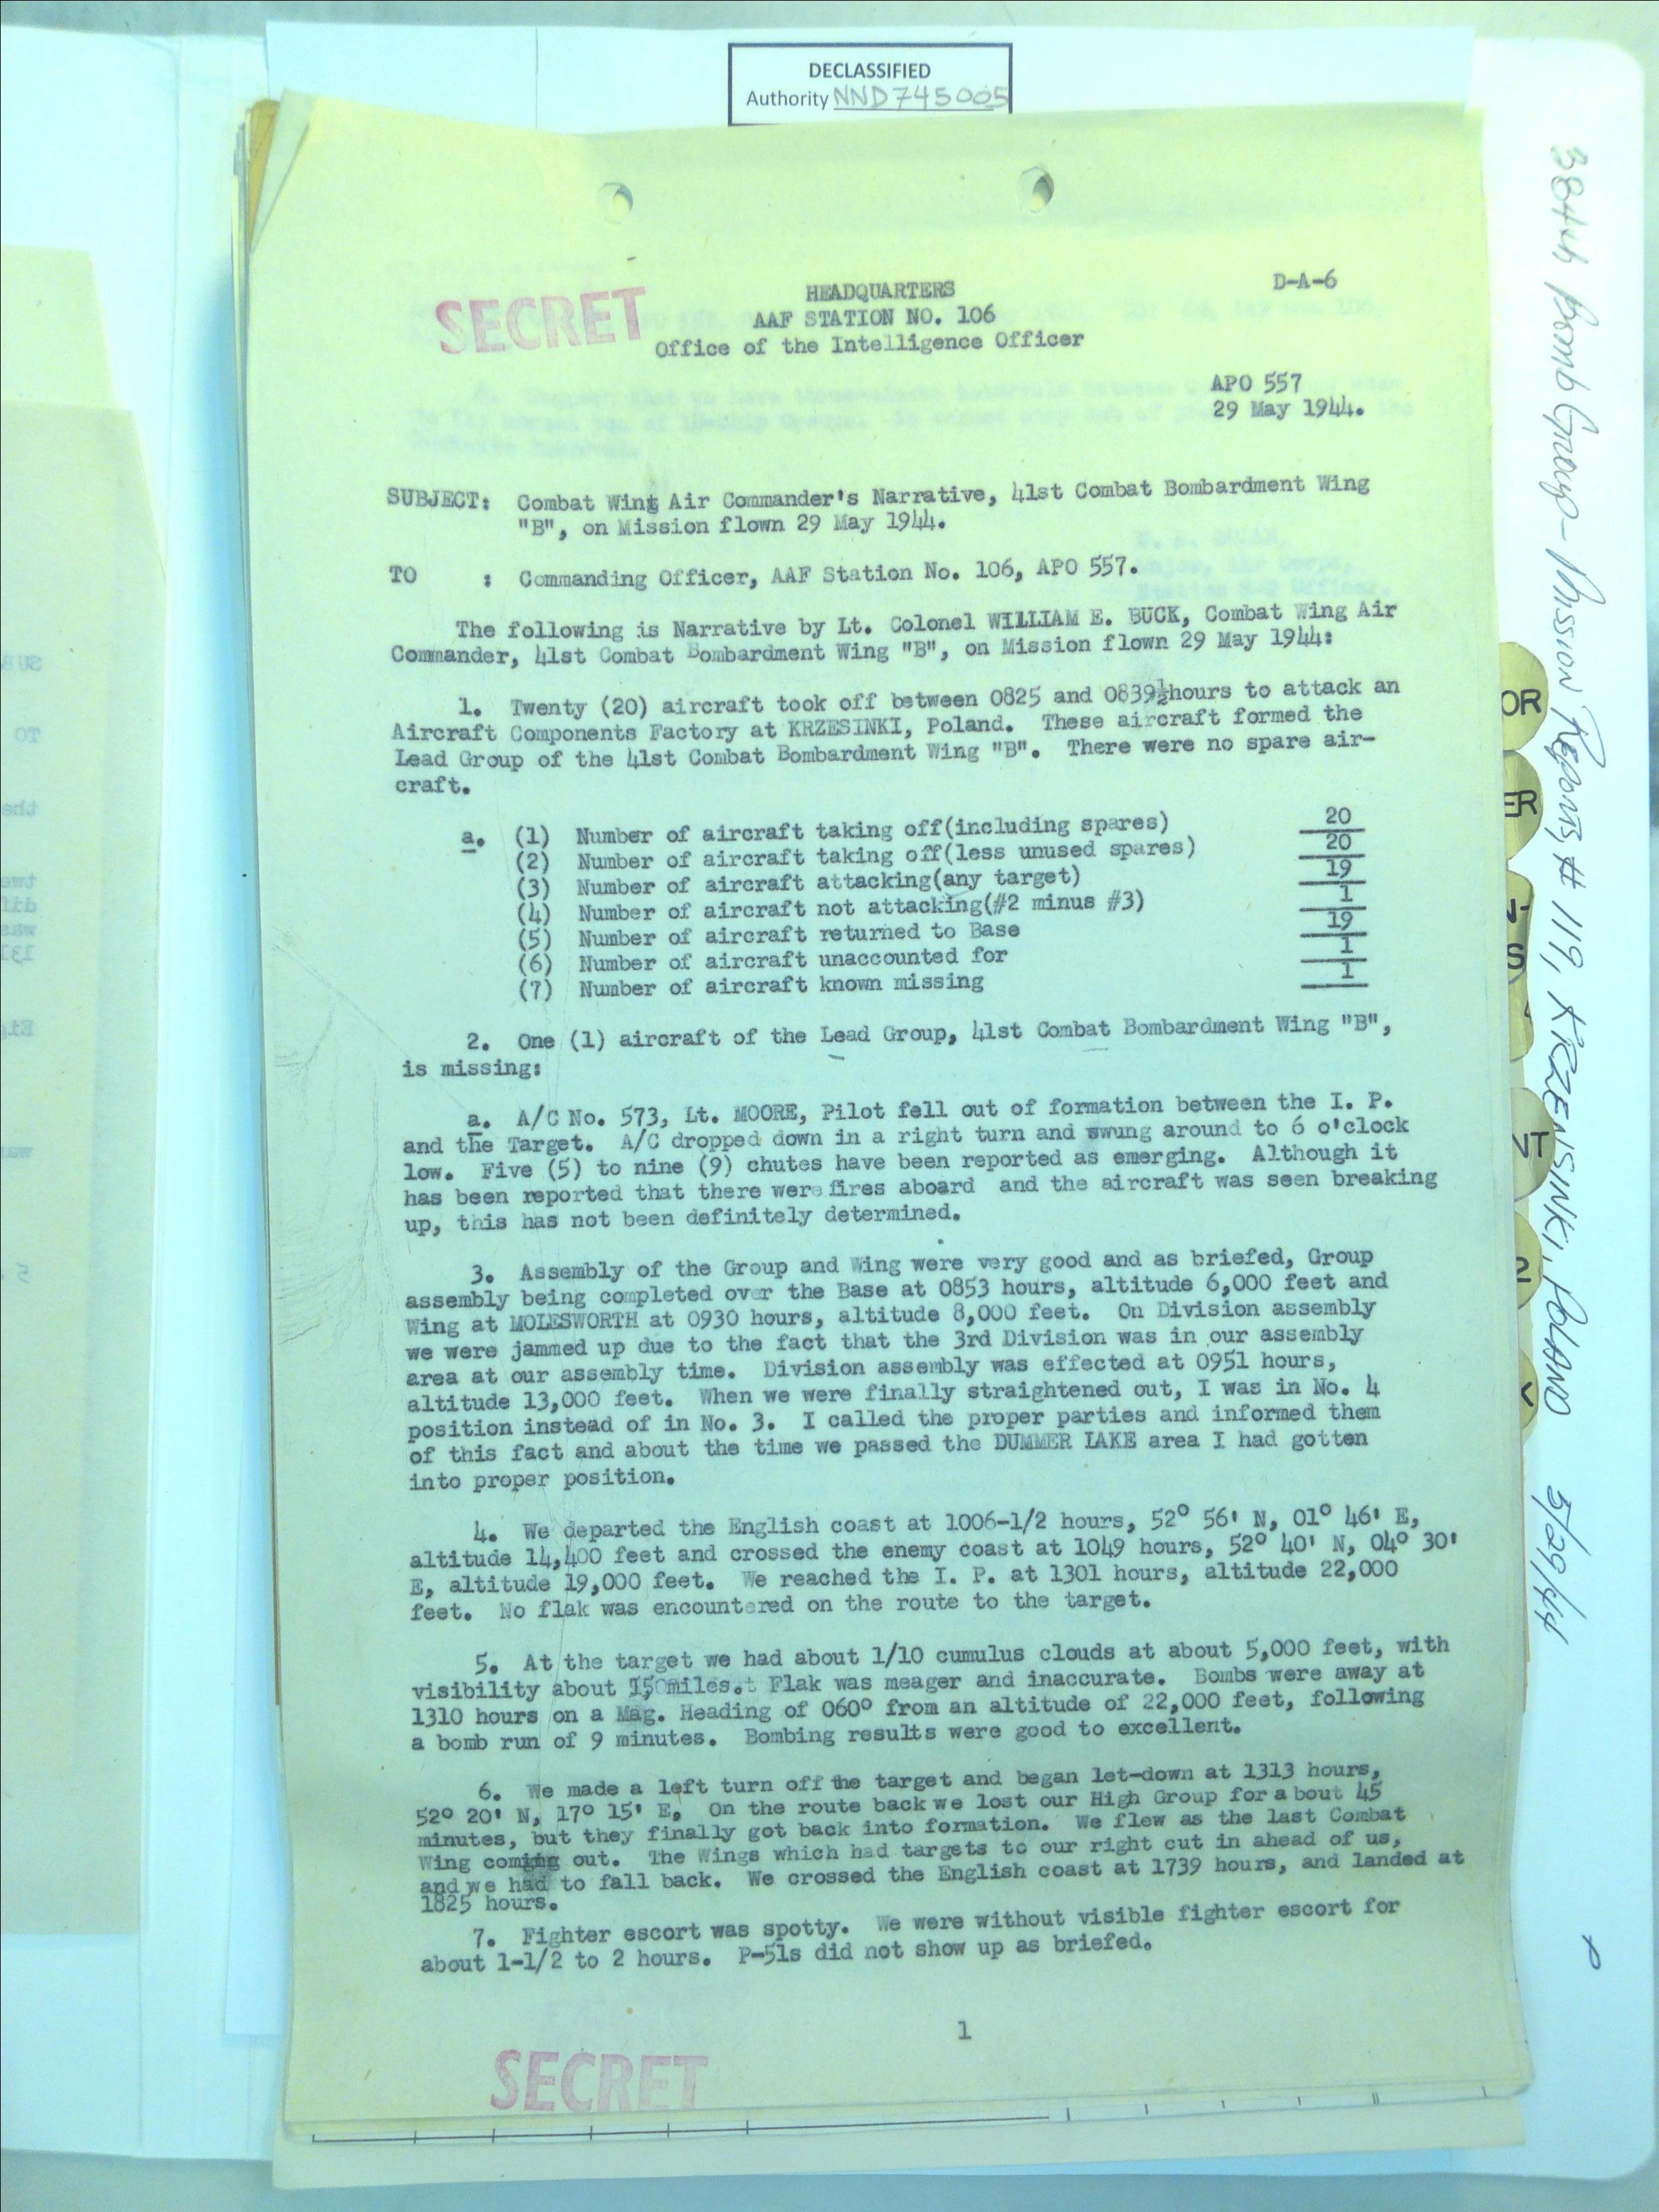 DECLASSIFIED
Authority NND745005
SECRET
HEADQUARTERS
AAF STATION NO. 106
Office of the Intelligence Officer
D-A-6
APO 557
29 May 1944.
SUBJECT: Combat Wing Air Commander's Narrative, 41st Combat Bombardment Wing
"B", on Mission flown 29 May 1944.
TO : Commanding Officer, AAF Station No. 106, APO 557.
The following is Narrative by Lt. Colonel WILLIAM E. BUCK, Combat Wing Air
Commander, 41st Combat Bombardment Wing "B", on Mission flown 29 May 1944:
1. Twenty (20) aircraft took off between 0825 and 0839½hours to attack an
Aircraft Components Factory at KRZESINKI, Poland. These aircraft formed the
Lead Group of the 41st Combat Bombardment Wing "B". There were no spare air-
craft.
a. (1) Number of aircraft taking off(including spares) 20
(2) Number of aircraft taking off(less unused spares) 20
(3) Number of aircraft attacking(any target) 19
(4) Number of aircraft not attacking(#2 minus #3) 1
(5) Number of aircraft returned to Base 19
(6) Number of aircraft unaccounted for 1
(7) Number of aircraft known missing 1
2. One (1) aircraft of the Lead Group, 41st Combat Bombardment Wing "B",
is missing:
a. A/C No. 573, Lt. MOORE, Pilot fell out of formation between the I. P.
and the Target. A/C dropped down in a right turn and swung around to 6 o'clock
low. Five (5) to nine (9) chutes have been reported as emerging. Although it
has been reported that there were fires aboard and the aircraft was seen breaking
up, this has not been definitely determined.
3. Assembly of the Group and Wing were very good and as briefed, Group
assembly being completed over the Base at 0853 hours, altitude 6,000 feet and
Wing at MOLESWORTH at 0930 hours, altitude 8,000 feet. On Division assembly
we were jammed up due to the fact that the 3rd Division was in our assembly
area at our assembly time. Division assembly was effected at 0951 hours,
altitude 13,000 feet. When we were finally straightened out, I was in No. 4
position instead of in No. 3. I called the proper parties and informed them
of this fact and about the time we passed the DUMMER LAKE area I had gotten
into proper position.
4. We departed the English coast at 1006-1/2 hours, 52° 56' N, 01° 46' E,
altitude 14,400 feet and crossed the enemy coast at 1049 hours, 52° 40' N, 04° 30'
E, altitude 19,000 feet. We reached the I. P. at 1301 hours, altitude 22,000
feet. No flak was encountered on the route to the target.
5. At the target we had about 1/10 cumulus clouds at about 5,000 feet, with
visibility about miles. Flak was meager and inaccurate. Bombs were away at
1310 hours on a Mag. Heading of 060° from an altitude of 22,000 feet, following
a bomb run of 9 minutes. Bombing results were good to excellent.
6. We made a left turn off the target and began let-down at 1313 hours,
52° 20' N, 17° 15' E. On the route back we lost our High Group for about 45
minutes, but they finally got back into formation. We flew as the last Combat
Wing coming out. The Wings which had targets to our right cut in ahead of us,
and we had to fall back. We crossed the English coast at 1739 hours, and landed at
1825 hours.
7. Fighter escort was spotty. We were without visible fighter escort for
about 1-1/2 to 2 hours. P-51s did not show up as briefed.
1
SECRET
384th Bomb Group - Mission Reports, # 119, KRZENSINKI, POLAND 5/29/44
OR
ER
S
NT
2